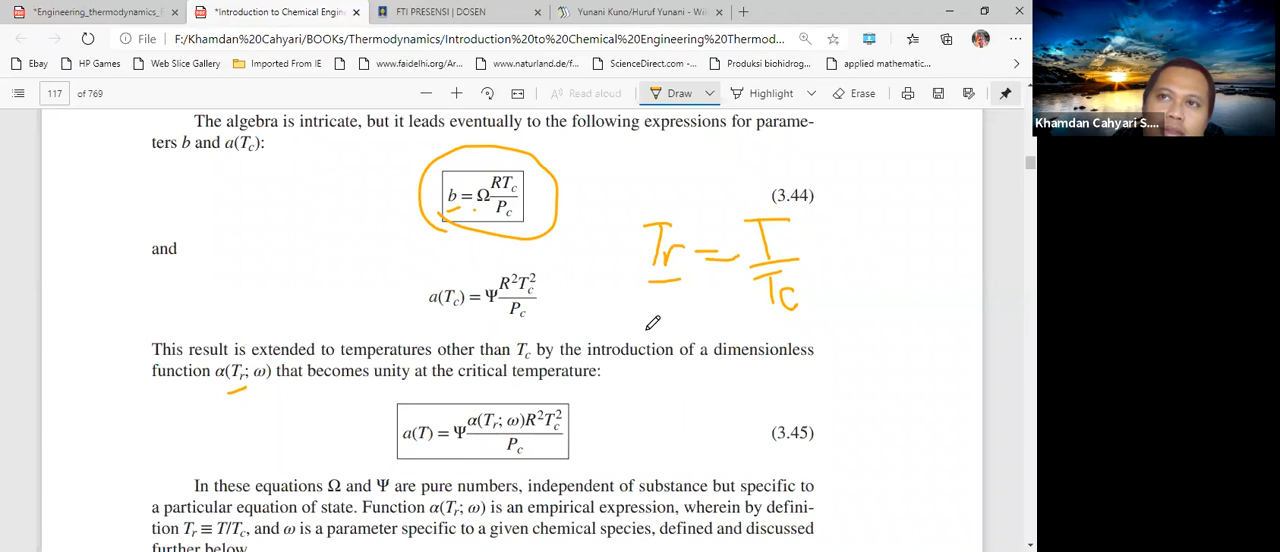 *Engineering_thermodynamics_
*Introduction to Chemical Engine
FTI PRESENSI | DOSEN
Yunani Kuno/Huruf Yunani - Wiki
File
F:/Khamdan%20Cahyari/BOOKs/Thermodynamics/Introduction%20to%20Chemical%20Engineering%20Thermod...
Ebay
HP Games
Web Slice Gallery
Imported From IE
www.faidelhi.org/Ar...
www.naturland.de/f...
ScienceDirect.com -...
Produksi biohidrog...
applied mathematic...
117 of 769
Read aloud
Draw
Highlight
Erase
Khamdan Cahyari S....
The algebra is intricate, but it leads eventually to the following expressions for parame-
ters b and a(Tc):
b = Ω RTc/Pc (3.44)
Tr = T/Tc
and
a(Tc) = Ψ R²Tc²/Pc
This result is extended to temperatures other than Tc by the introduction of a dimensionless
function α(Tr; ω) that becomes unity at the critical temperature:
a(T) = Ψ α(Tr; ω)R²Tc²/Pc (3.45)
In these equations Ω and Ψ are pure numbers, independent of substance but specific to
a particular equation of state. Function α(Tr; ω) is an empirical expression, wherein by defini-
tion Tr ≡ T/Tc, and ω is a parameter specific to a given chemical species, defined and discussed
further below.